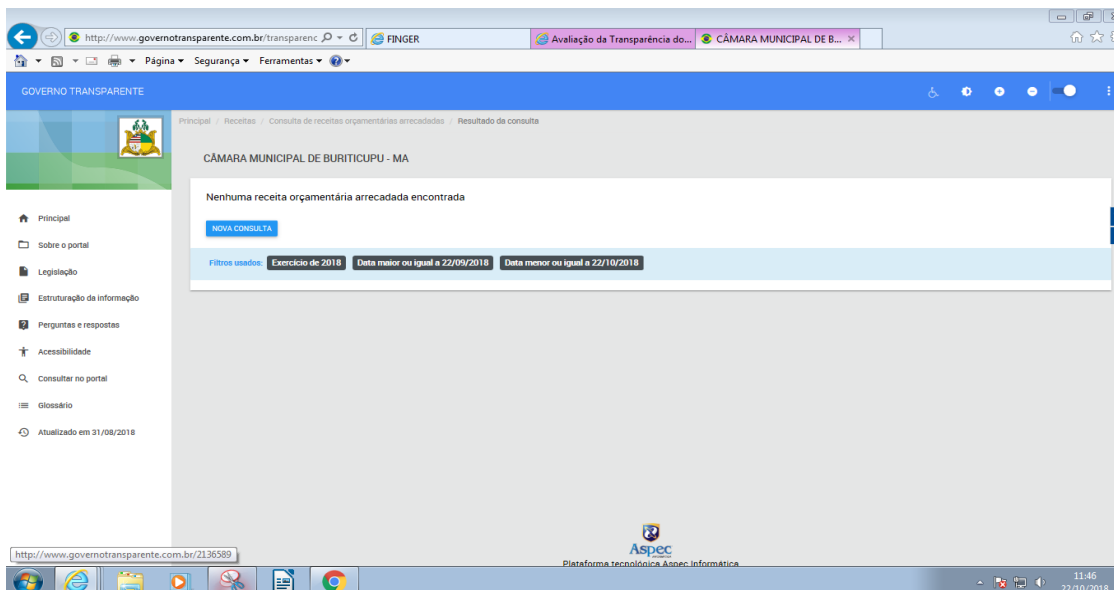 http://www.governotransparente.com.br/transparenc
FINGER
Avaliação da Transparência do...
CÂMARA MUNICIPAL DE B...
Página
Segurança
Ferramentas
GOVERNO TRANSPARENTE
Principal / Receitas / Consulta de receitas orçamentárias arrecadadas / Resultado da consulta
CÂMARA MUNICIPAL DE BURITICUPU - MA
Nenhuma receita orçamentária arrecadada encontrada
NOVA CONSULTA
Filtros usados: Exercício de 2018 Data maior ou igual a 22/09/2018 Data menor ou igual a 22/10/2018
Principal
Sobre o portal
Legislação
Estruturação da informação
Perguntas e respostas
Acessibilidade
Consultar no portal
Glossário
Atualizado em 31/08/2018
Aspec
Plataforma tecnológica Aspec Informática
http://www.governotransparente.com.br/2136589
11:46
22/10/2018